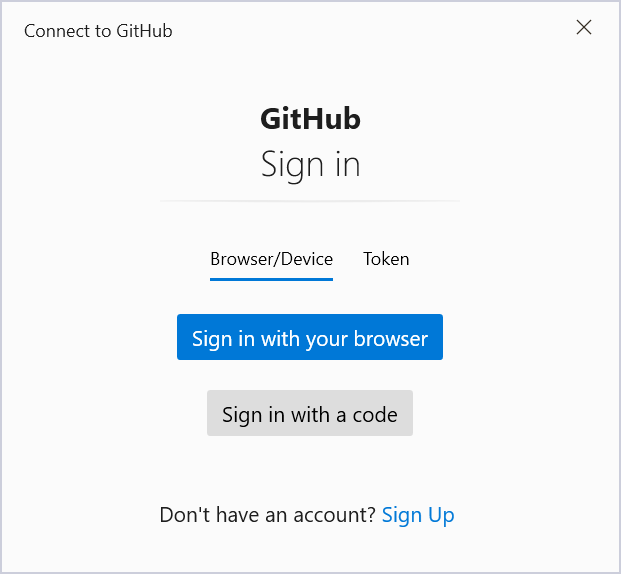 Connect to GitHub
GitHub
Sign in
Browser/Device Token
Sign in with your browser
Sign in with a code
Don't have an account? Sign Up